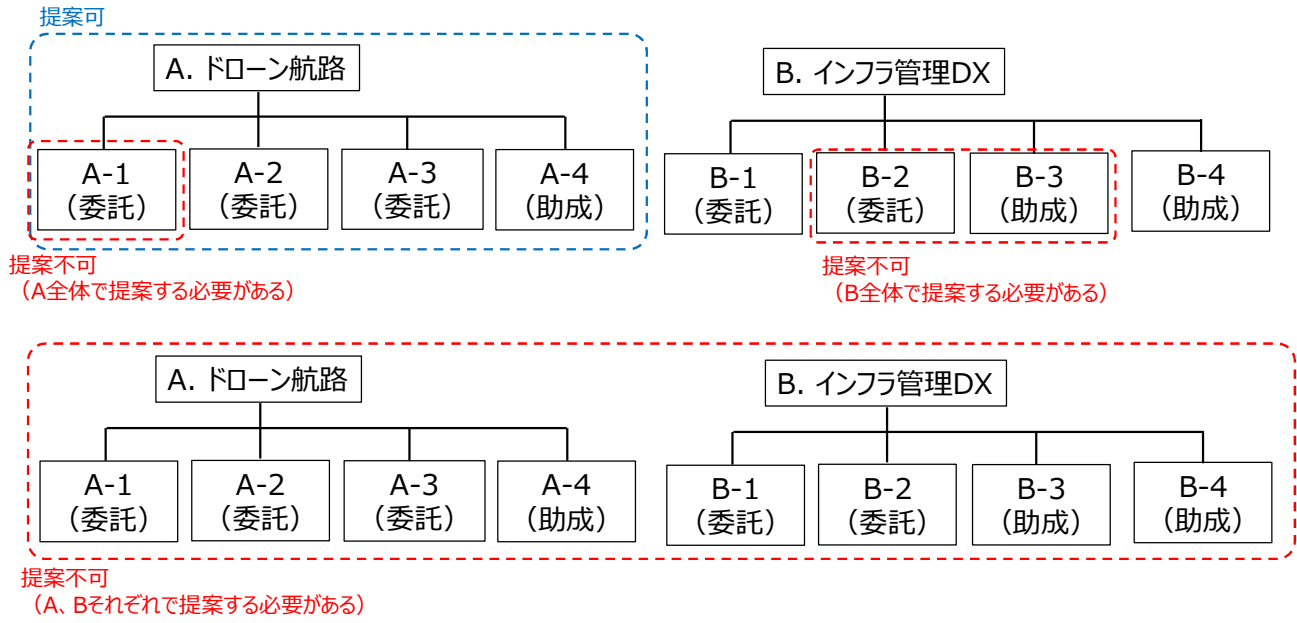 提案可
A. ドローン航路
B. インフラ管理DX
A-1
（委託）
A-2
（委託）
A-3
（委託）
A-4
（助成）
B-1
（委託）
B-2
（委託）
B-3
（助成）
B-4
（助成）
提案不可
（A全体で提案する必要がある）
提案不可
（B全体で提案する必要がある）
A. ドローン航路
B. インフラ管理DX
A-1
（委託）
A-2
（委託）
A-3
（委託）
A-4
（助成）
B-1
（委託）
B-2
（委託）
B-3
（助成）
B-4
（助成）
提案不可
（A、Bそれぞれで提案する必要がある）